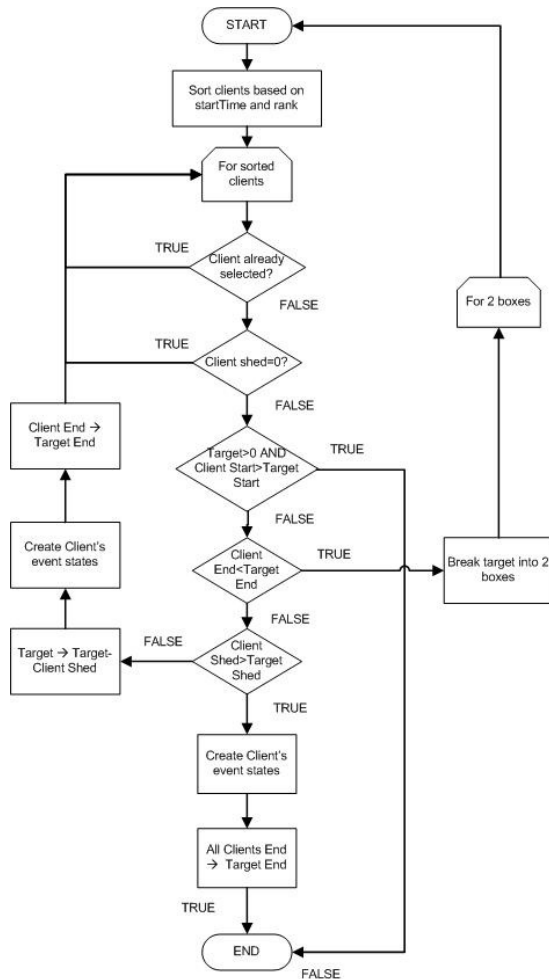 START
Sort clients based on
startTime and rank
For sorted
clients
TRUE
Client already
selected?
FALSE
For 2 boxes
TRUE
Client shed=0?
FALSE
Client End →
Target End
Target>0 AND
Client Start>Target
Start
TRUE
FALSE
Create Client's
event states
Client
End<Target
End
TRUE
Break target into 2
boxes
FALSE
Target → Target-
Client Shed
FALSE
Client
Shed>Target
Shed
TRUE
Create Client's
event states
All Clients End
→ Target End
TRUE
END
FALSE